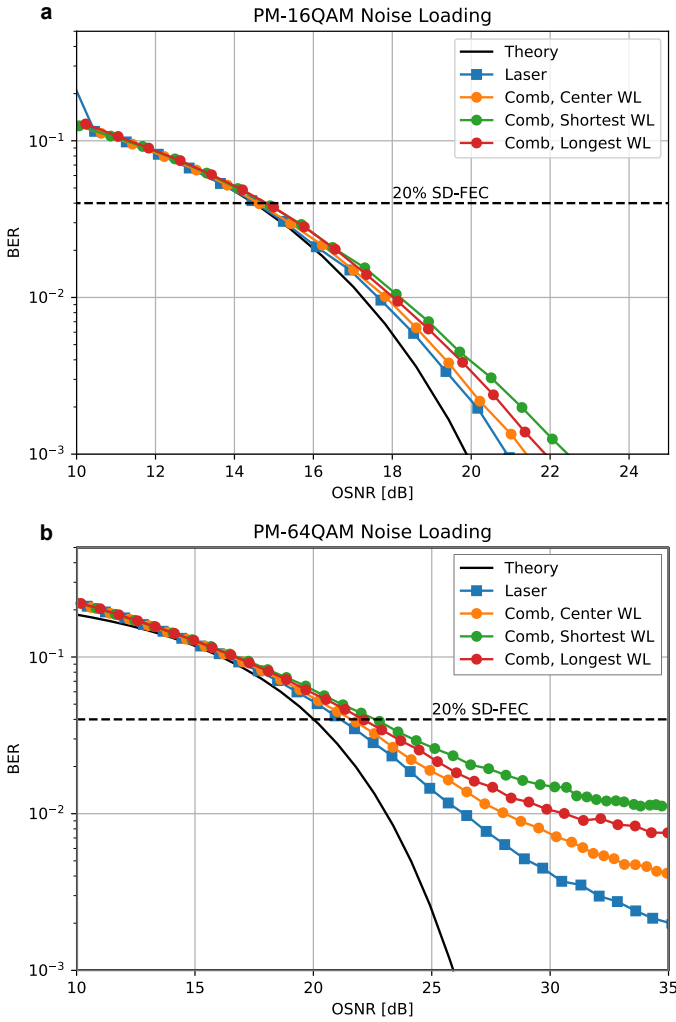 a
PM-16QAM Noise Loading
Theory
Laser
Comb, Center WL
Comb, Shortest WL
Comb, Longest WL
20% SD-FEC
10⁻¹
10⁻²
10⁻³
BER
10 12 14 16 18 20 22 24
OSNR [dB]
b
PM-64QAM Noise Loading
Theory
Laser
Comb, Center WL
Comb, Shortest WL
Comb, Longest WL
20% SD-FEC
10⁻¹
10⁻²
10⁻³
BER
10 15 20 25 30 35
OSNR [dB]